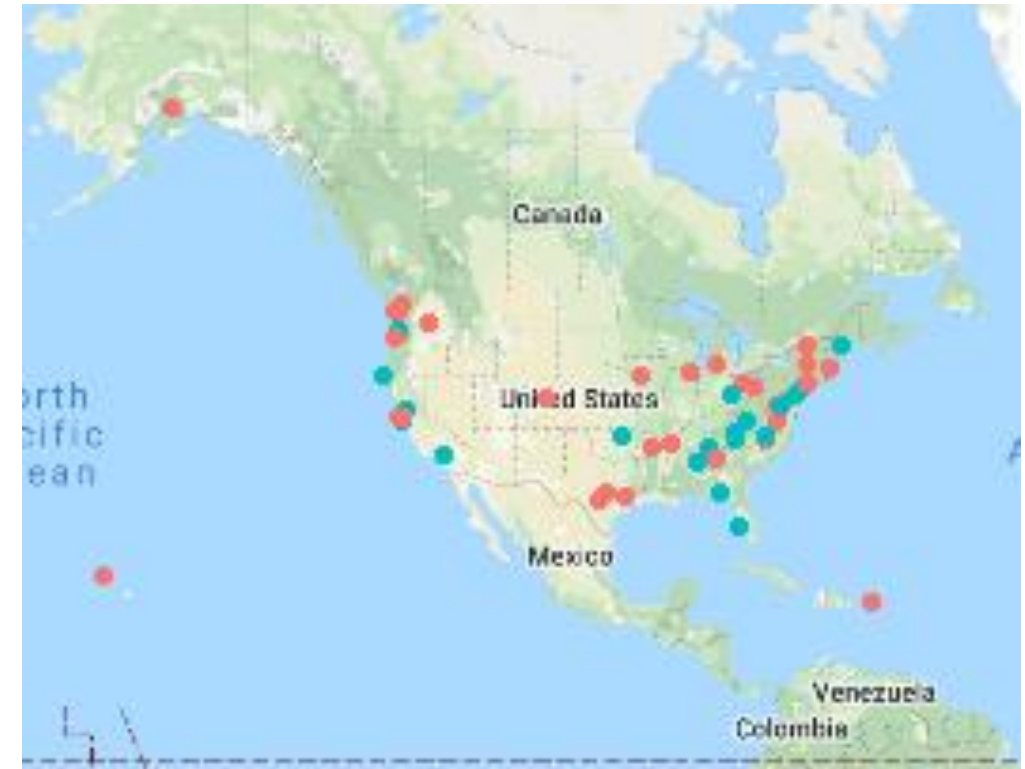 Canada
United States
orth
cific
ean
Mexico
Venezuela
Colombia
A